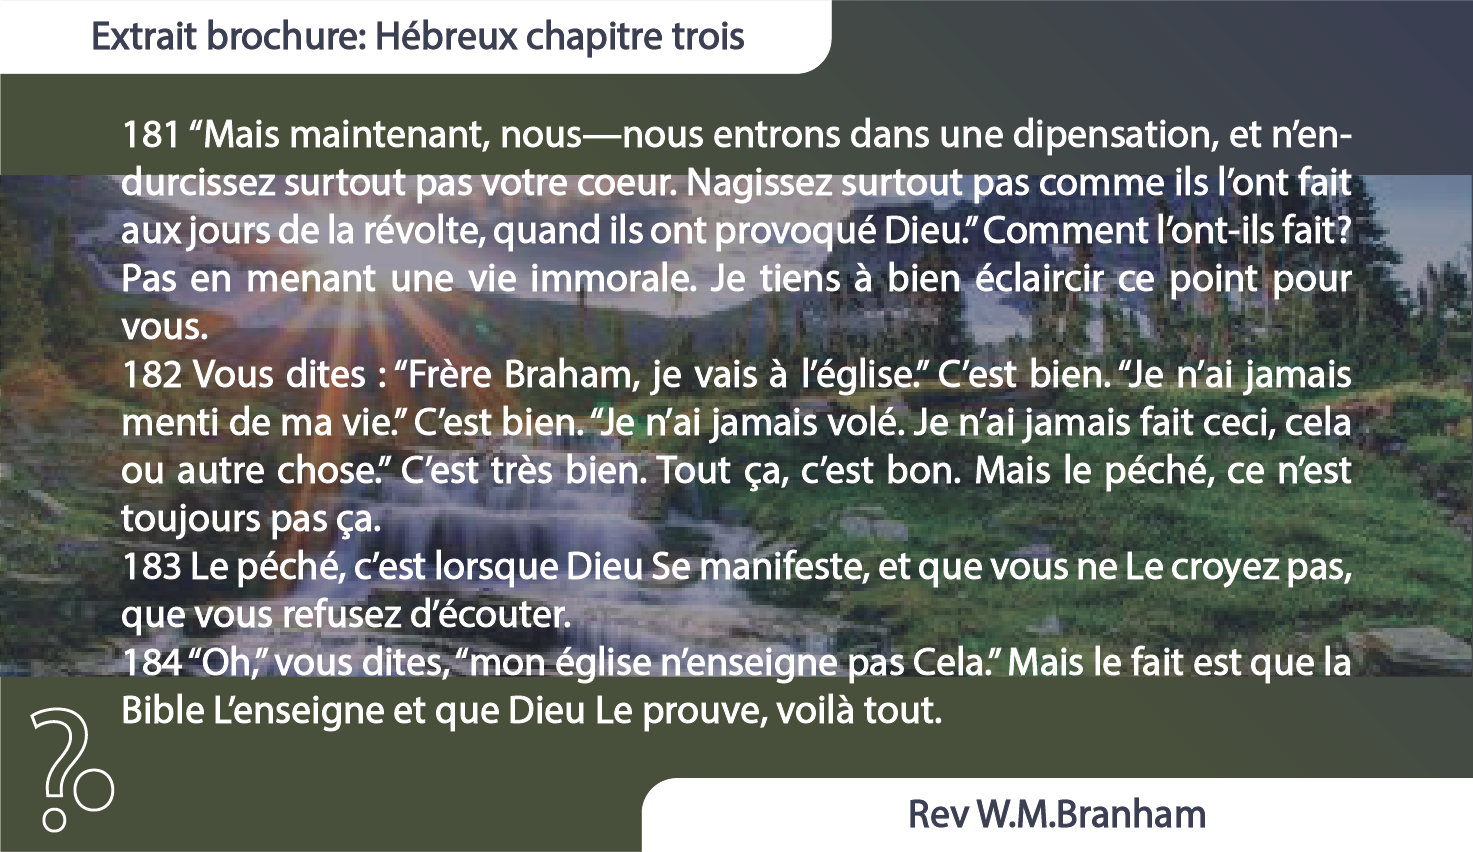 Extrait brochure: Hébreux chapitre trois
181 “Mais maintenant, nous—nous entrons dans une dipensation, et n’en-
durcissez surtout pas votre coeur. Nagissez surtout pas comme ils l’ont fait
aux jours de la révolte, quand ils ont provoqué Dieu.” Comment l’ont-ils fait?
Pas en menant une vie immorale. Je tiens à bien éclaircir ce point pour
vous.
182 Vous dites : “Frère Braham, je vais à l’église.” C’est bien. “Je n’ai jamais
menti de ma vie.” C’est bien. “Je n’ai jamais volé. Je n’ai jamais fait ceci, cela
ou autre chose.” C’est très bien. Tout ça, c’est bon. Mais le péché, ce n’est
toujours pas ça.
183 Le péché, c’est lorsque Dieu Se manifeste, et que vous ne Le croyez pas,
que vous refusez d’écouter.
184 “Oh,” vous dites, “mon église n’enseigne pas Cela.” Mais le fait est que la
Bible L’enseigne et que Dieu Le prouve, voilà tout.
?
Rev W.M.Branham